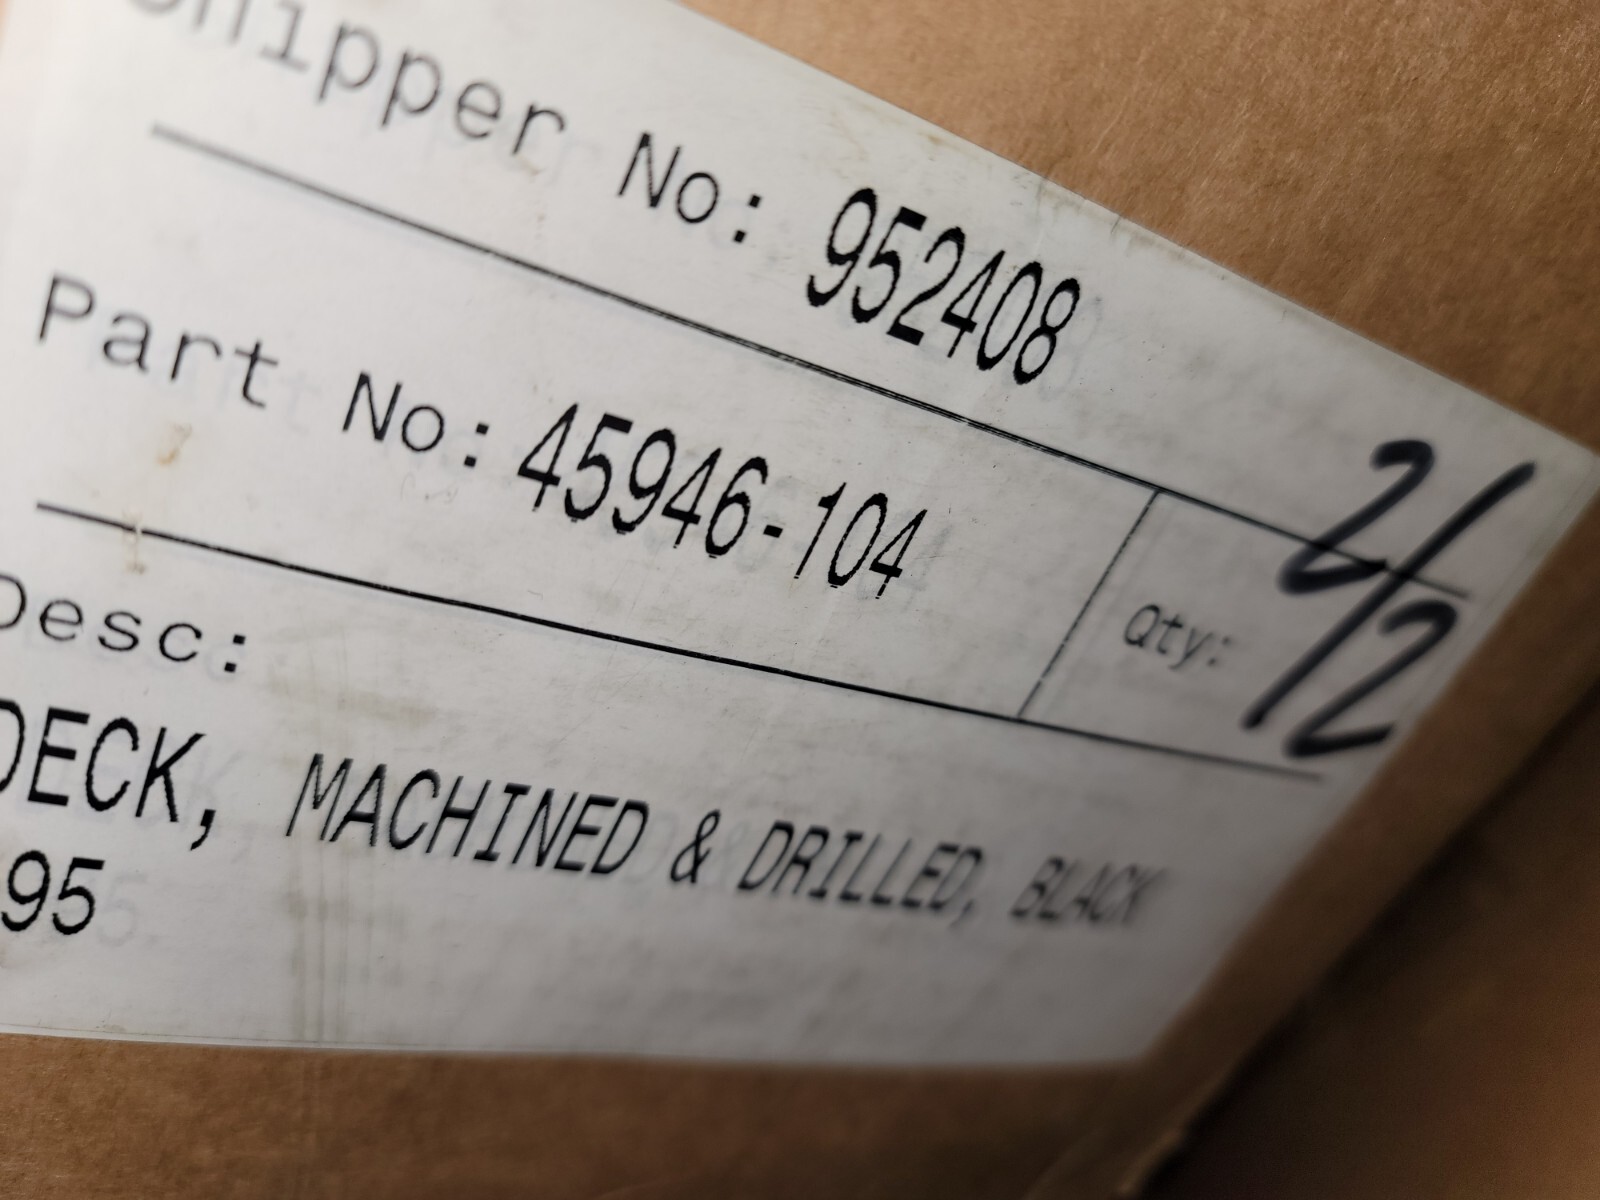 Shipper No: 952408
Part No: 45946-104
Qty: 2/2
Desc:
DECK, MACHINED & DRILLED, BLACK
95